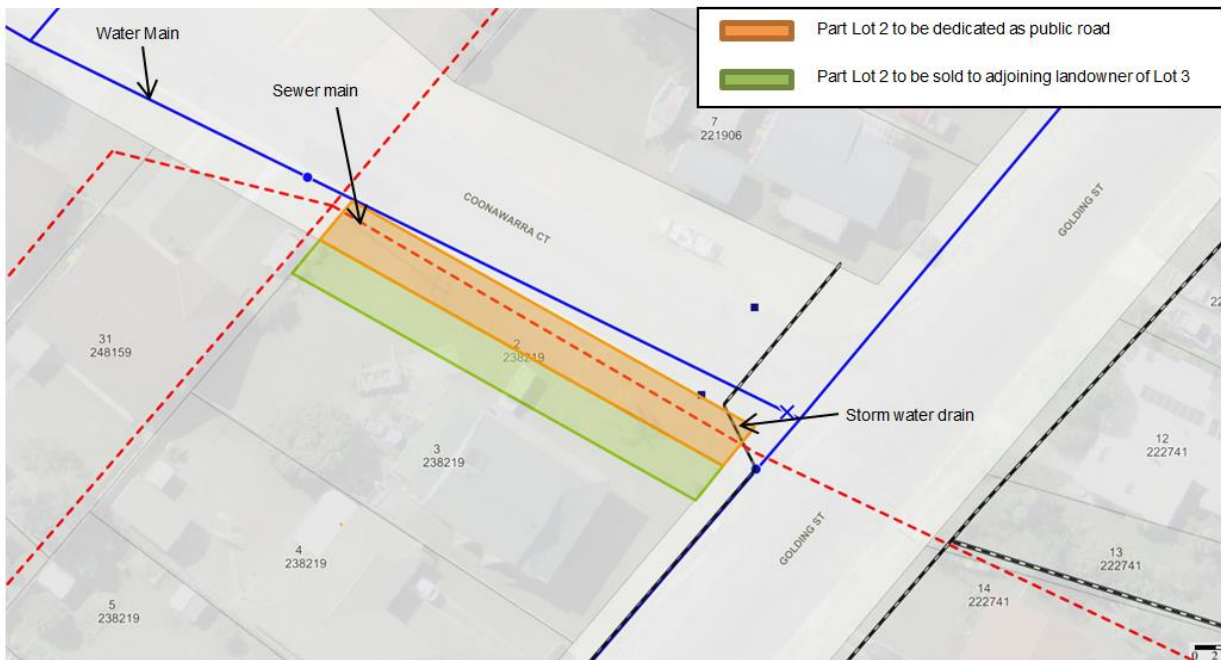 Part Lot 2 to be dedicated as public road
Part Lot 2 to be sold to adjoining landowner of Lot 3
Water Main
Sewer main
7
221906
COONAWARRA CT
GOLDING ST
31
248159
2
238219
Storm water drain
3
238219
12
222741
4
238219
GOLDING ST
13
222741
14
222741
5
238219
0 2